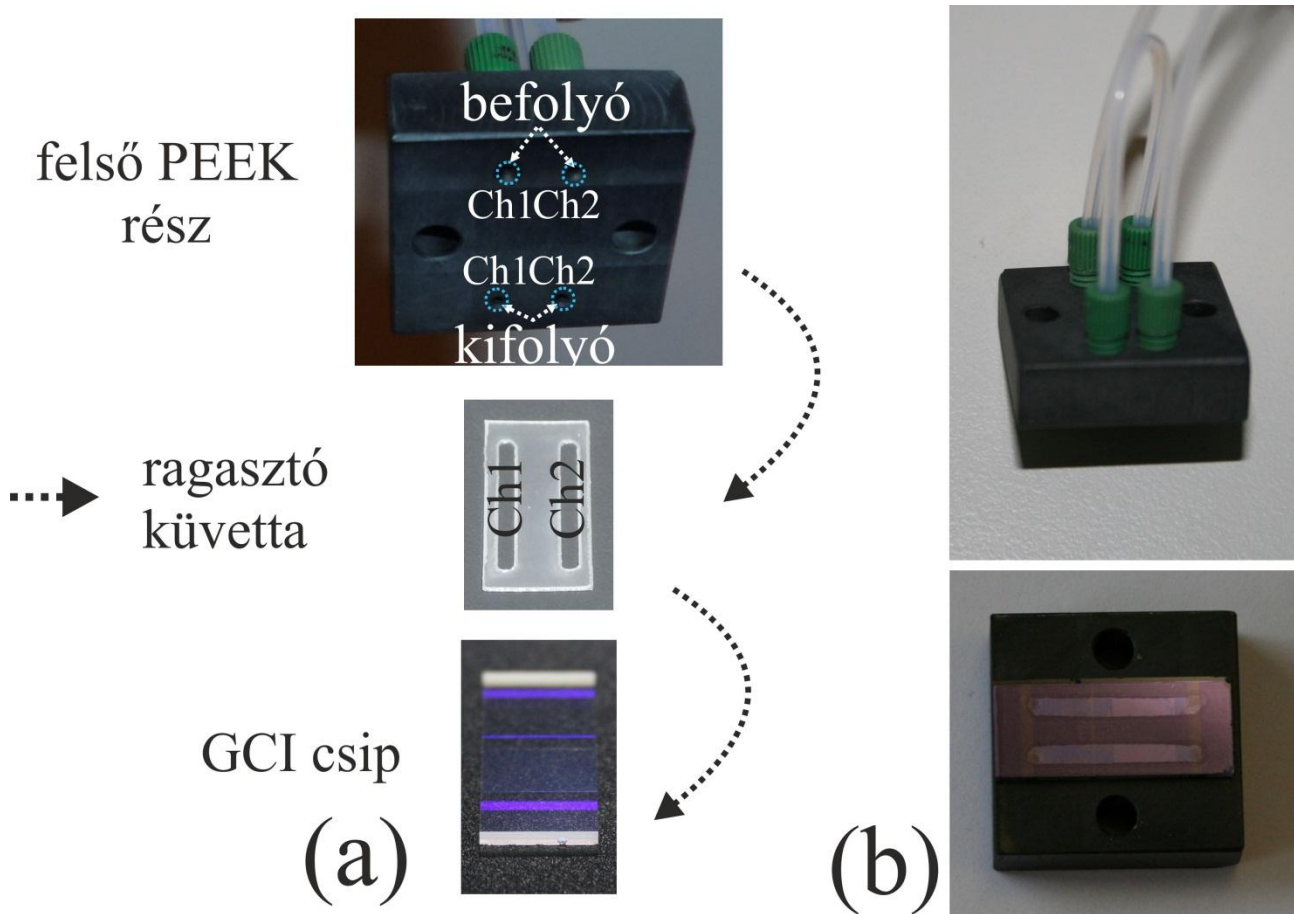 befolyó
felső PEEK
rész
Ch1Ch2
Ch1Ch2
kifolyó
ragasztó
küvetta
Ch1
Ch2
GCI csip
(a)
(b)